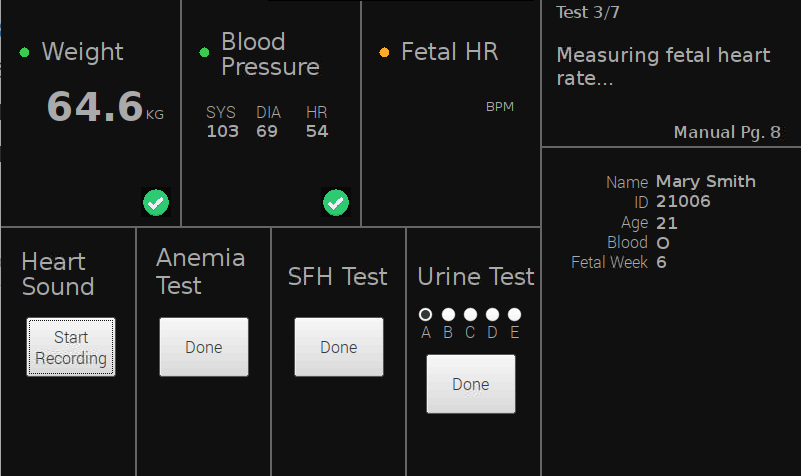 Weight
64.6 KG
Blood
Pressure
SYS DIA HR
103 69 54
Fetal HR
BPM
Test 3/7
Measuring fetal heart
rate...
Manual Pg. 8
Name Mary Smith
ID 21006
Age 21
Blood O
Fetal Week 6
Heart
Sound
Start
Recording
Anemia
Test
Done
SFH Test
Done
Urine Test
A B C D E
Done